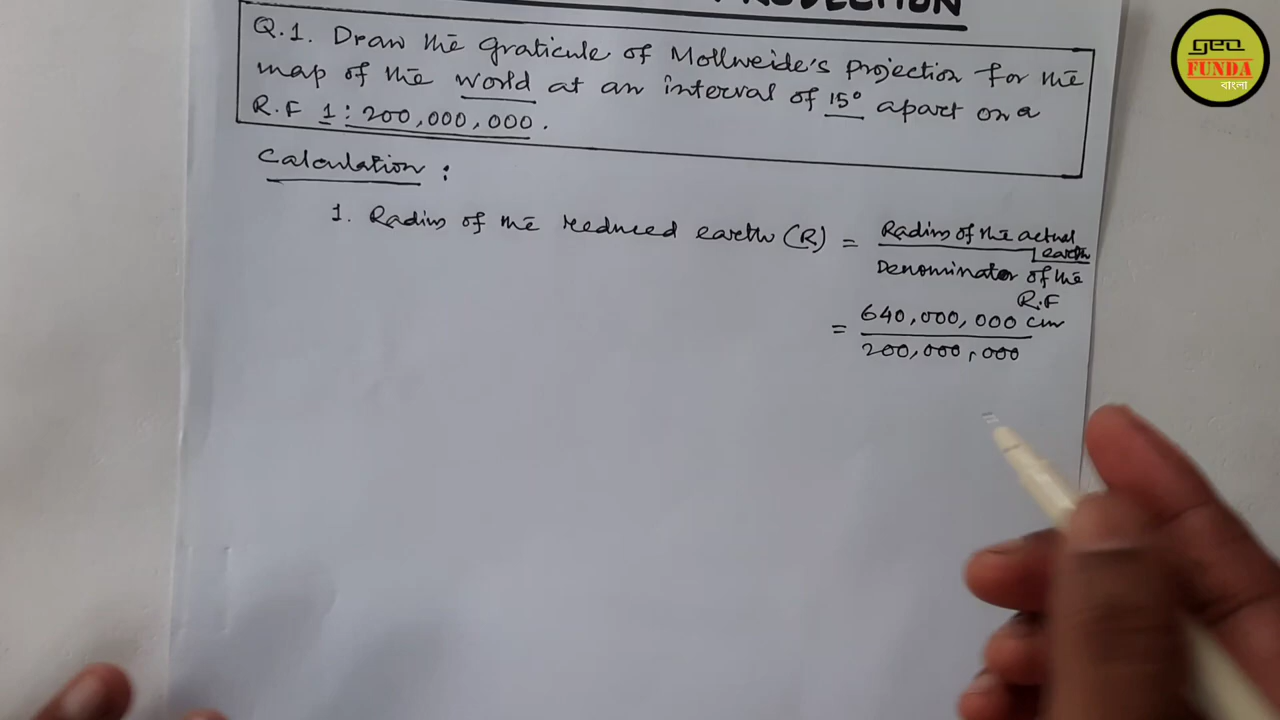 PROJECTION
Q.1. Draw the graticule of Mollweide's projection for the
map of the world at an interval of 15° apart on a
R.F 1:200,000,000.
Calculation:
1. Radius of the reduced earth (R) = Radius of the actual earth
Denominator of the R.F
= 640,000,000 cm
200,000,000
geo
FUNDA
বাংলা